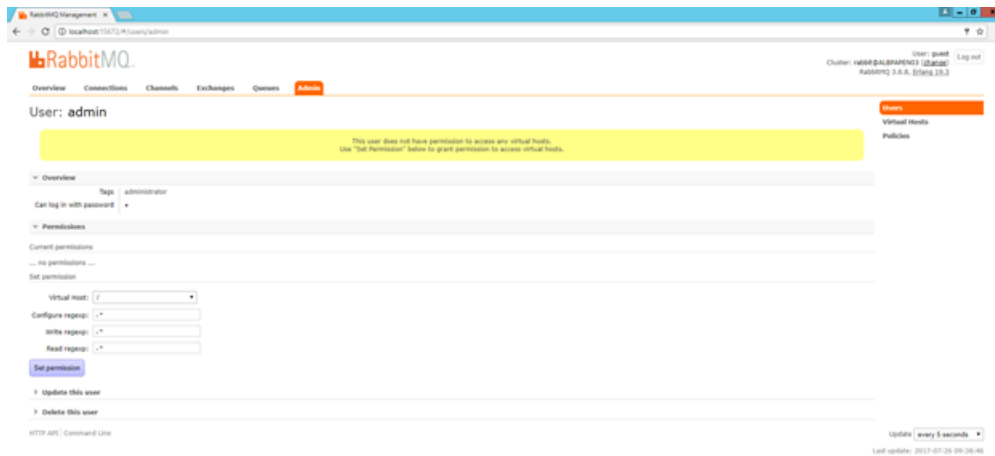 RabbitMQ Management
localhost:15672/#/users/admin
RabbitMQ
User: guest
Log out
Cluster: rabbit@ALBPAPEN03 (change)
RabbitMQ 3.6.8, Erlang 19.3
Overview Connections Channels Exchanges Queues Admin
User: admin
Users
Virtual Hosts
Policies
This user does not have permission to access any virtual hosts.
Use "Set Permission" below to grant permission to access virtual hosts.
Overview
Tags administrator
Can log in with password •
Permissions
Current permissions
... no permissions ...
Set permission
Virtual Host: /
Configure regexp: .*
Write regexp: .*
Read regexp: .*
Set permission
Update this user
Delete this user
HTTP API Command Line
Update every 5 seconds
Last update: 2017-07-26 09:38:46